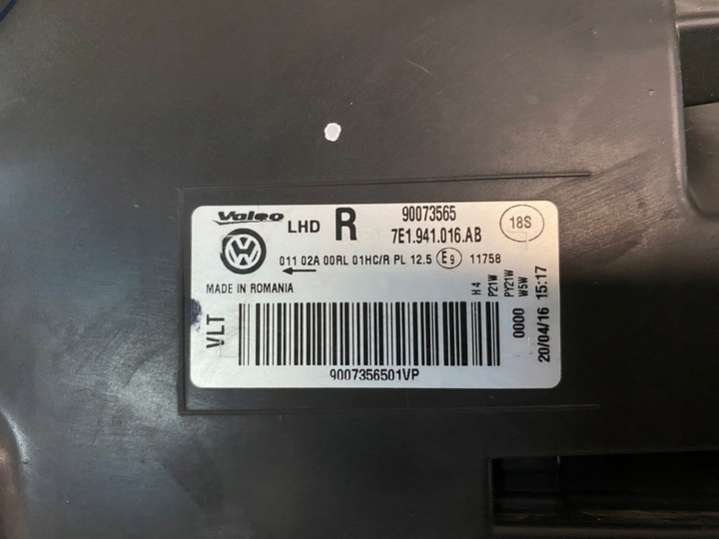 Valeo LHD R 90073565 18S
7E1.941.016.AB
011 02A 00RL 01HC/R PL 12.5 E9 11758
MADE IN ROMANIA
VLT
9007356501VP
H4
P21W
PY21W
W5W
0000
20/04/16 15:17